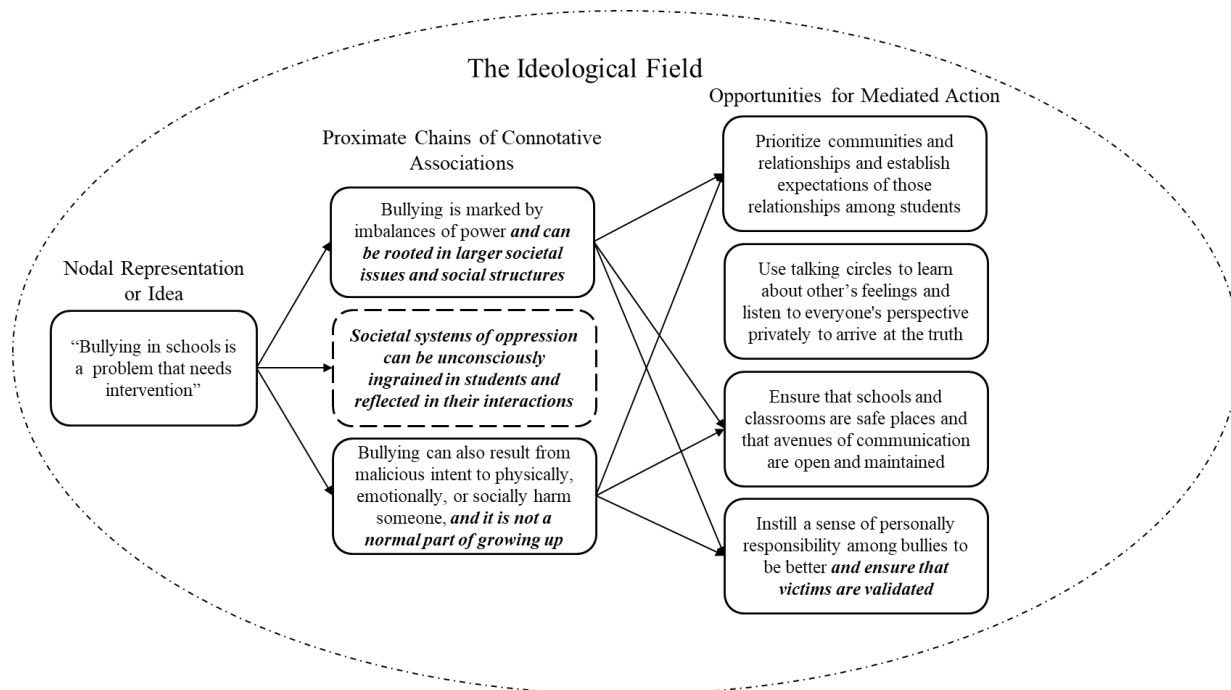 The Ideological Field
Nodal Representation
or Idea
“Bullying in schools is
a problem that needs
intervention”
Proximate Chains of Connotative
Associations
Bullying is marked by
imbalances of power and can
be rooted in larger societal
issues and social structures
Societal systems of oppression
can be unconsciously
ingrained in students and
reflected in their interactions
Bullying can also result from
malicious intent to physically,
emotionally, or socially harm
someone, and it is not a
normal part of growing up
Opportunities for Mediated Action
Prioritize communities and
relationships and establish
expectations of those
relationships among students
Use talking circles to learn
about other’s feelings and
listen to everyone's perspective
privately to arrive at the truth
Ensure that schools and
classrooms are safe places and
that avenues of communication
are open and maintained
Instill a sense of personally
responsibility among bullies to
be better and ensure that
victims are validated